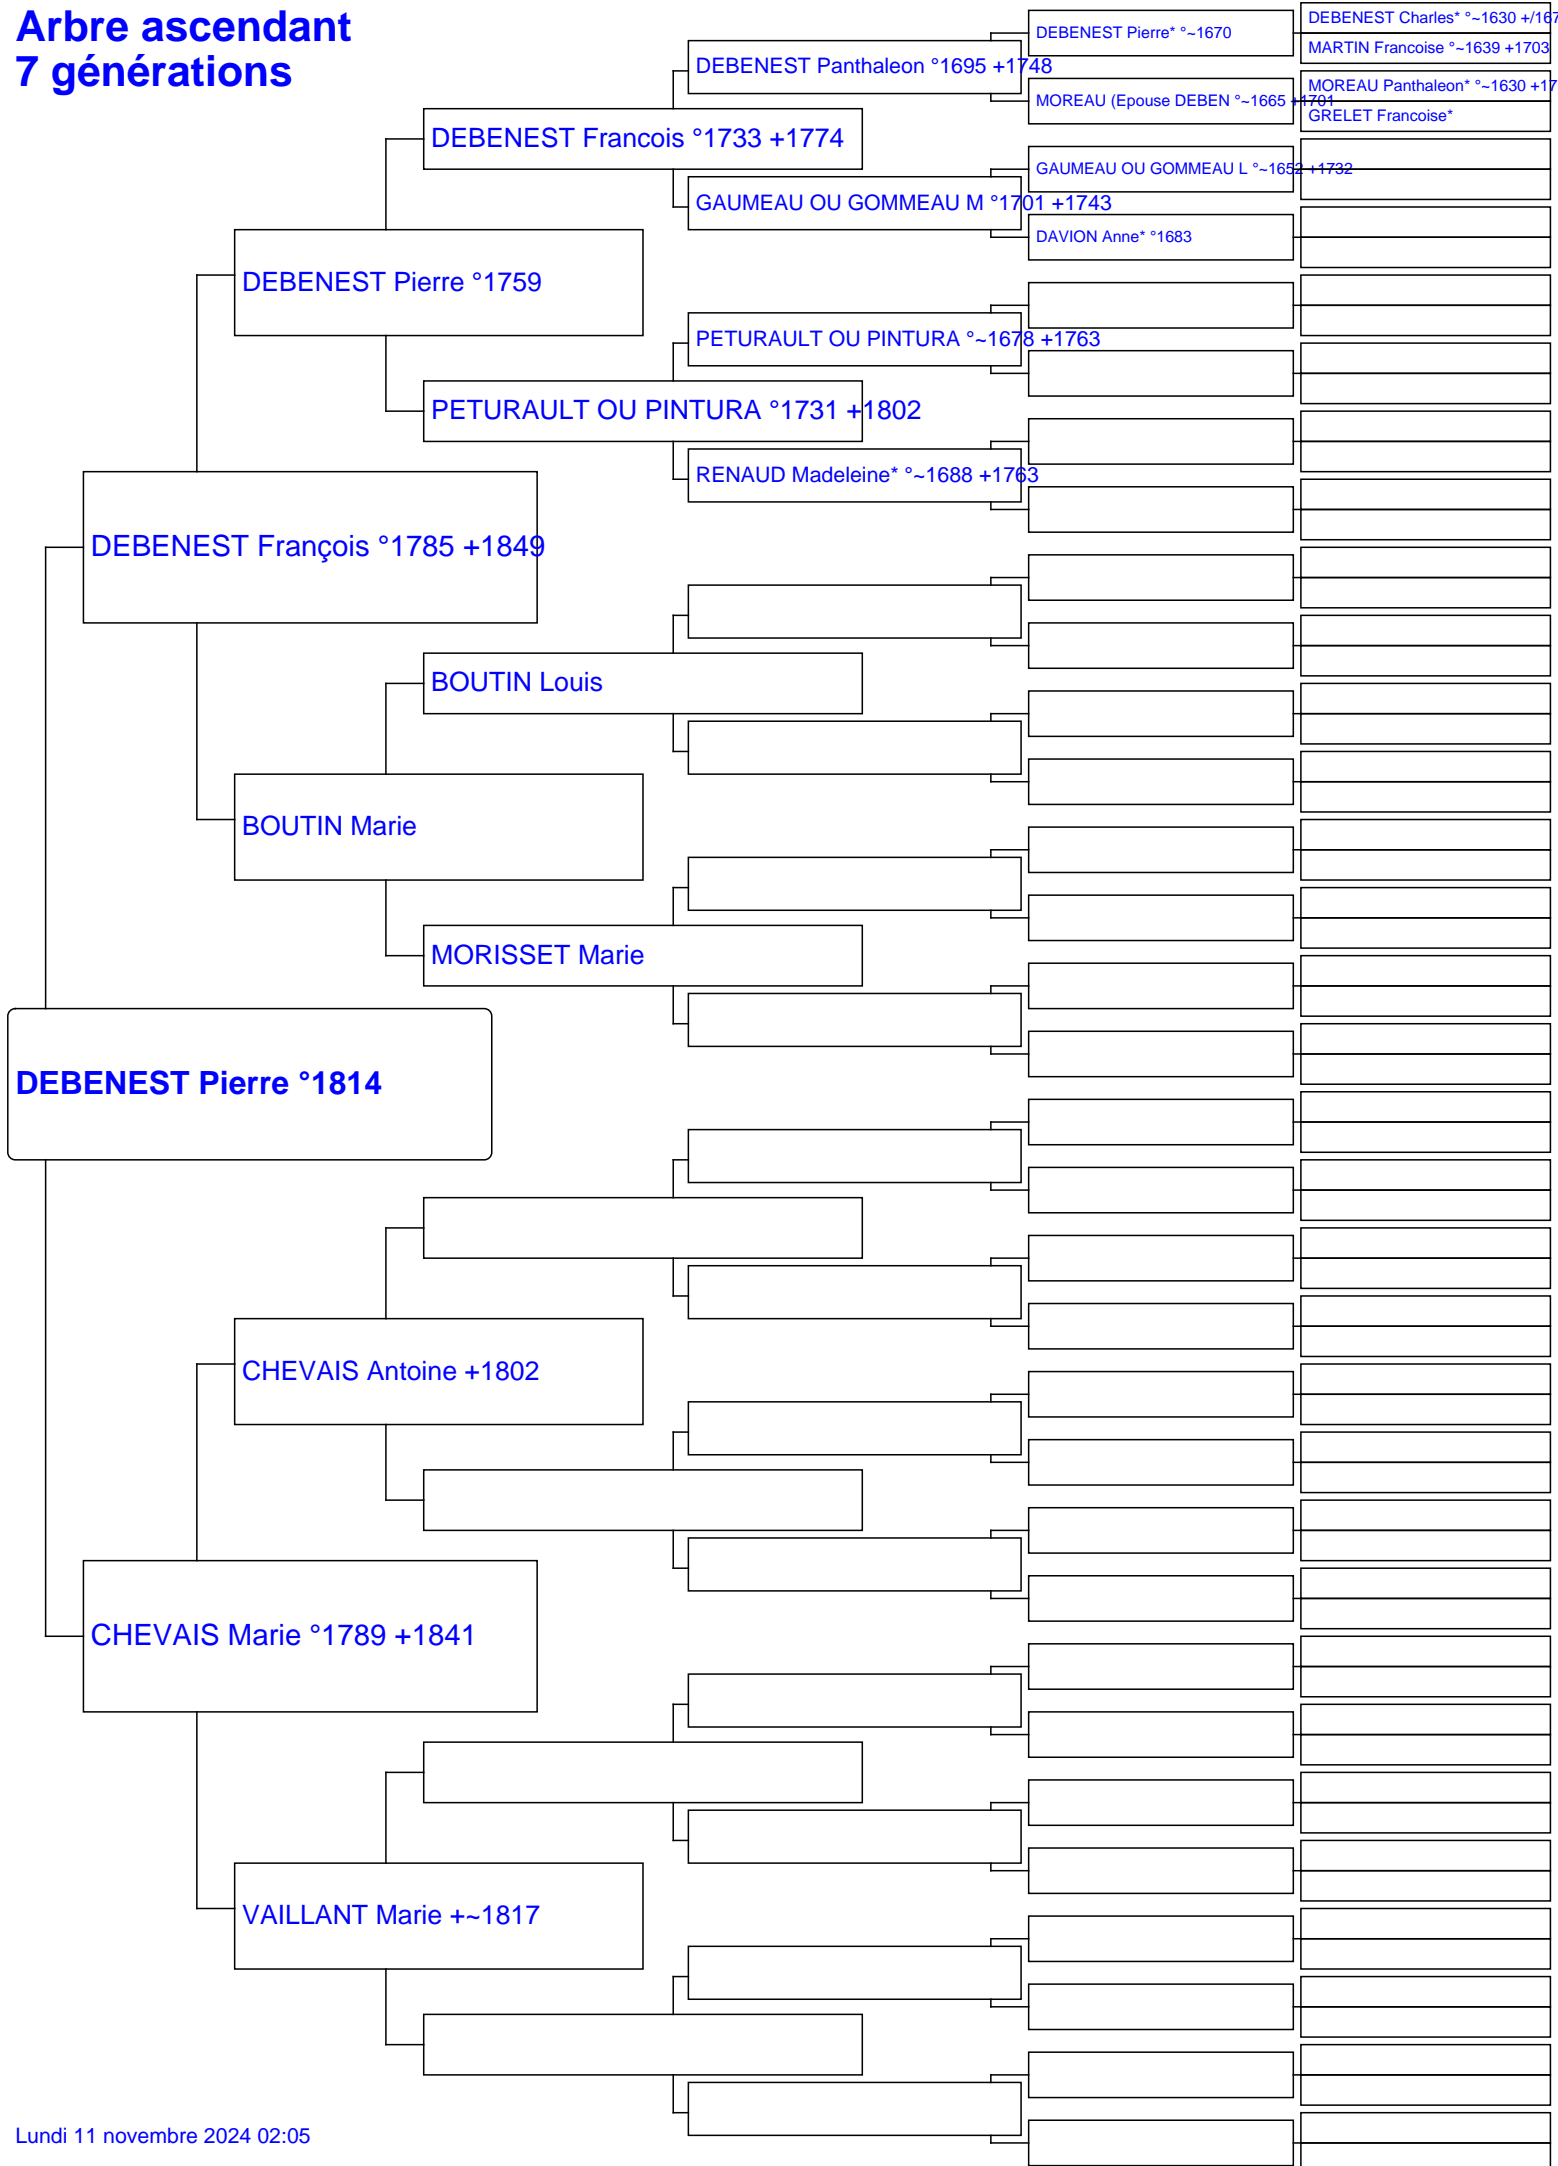 Arbre ascendant
7 générations
DEBENEST Charles* °~1630 +/167
DEBENEST Pierre* °~1670
MARTIN Francoise °~1639 +1703
DEBENEST Panthaleon °1695 +1748
MOREAU Panthaleon* °~1630 +17
MOREAU (Epouse DEBEN °~1665 +1701
GRELET Francoise*
DEBENEST Francois °1733 +1774
GAUMEAU OU GOMMEAU L °~1652 +1732
GAUMEAU OU GOMMEAU M °1701 +1743
DAVION Anne* °1683
DEBENEST Pierre °1759
PETURAULT OU PINTURA °~1678 +1763
PETURAULT OU PINTURA °1731 +1802
RENAUD Madeleine* °~1688 +1763
DEBENEST François °1785 +1849
BOUTIN Louis
BOUTIN Marie
MORISSET Marie
DEBENEST Pierre °1814
CHEVAIS Antoine +1802
CHEVAIS Marie °1789 +1841
VAILLANT Marie +~1817
Lundi 11 novembre 2024 02:05